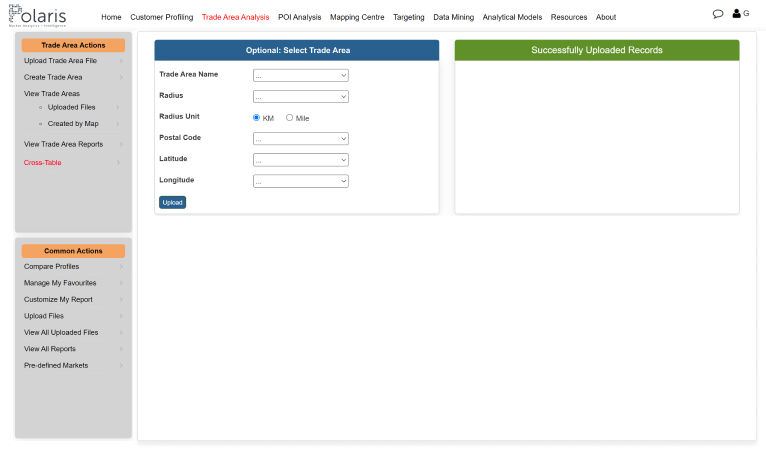 Polaris
Market Analytics | Intelligence
Home Customer Profiling Trade Area Analysis POI Analysis Mapping Centre Targeting Data Mining Analytical Models Resources About G
Trade Area Actions
Upload Trade Area File
Create Trade Area
View Trade Areas
Uploaded Files
Created by Map
View Trade Area Reports
Cross-Table
Common Actions
Compare Profiles
Manage My Favourites
Customize My Report
Upload Files
View All Uploaded Files
View All Reports
Pre-defined Markets
Optional: Select Trade Area
Trade Area Name ...
Radius ...
Radius Unit KM Mile
Postal Code ...
Latitude ...
Longitude ...
Upload
Successfully Uploaded Records